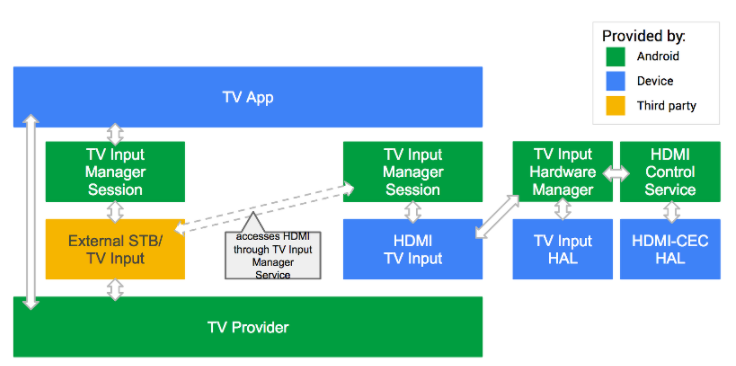 Provided by:
Android
Device
Third party
TV App
TV Input
Manager
Session
TV Input
Manager
Session
TV Input
Hardware
Manager
HDMI
Control
Service
External STB/
TV Input
accesses HDMI
through TV Input
Manager
Service
HDMI
TV Input
TV Input
HAL
HDMI-CEC
HAL
TV Provider